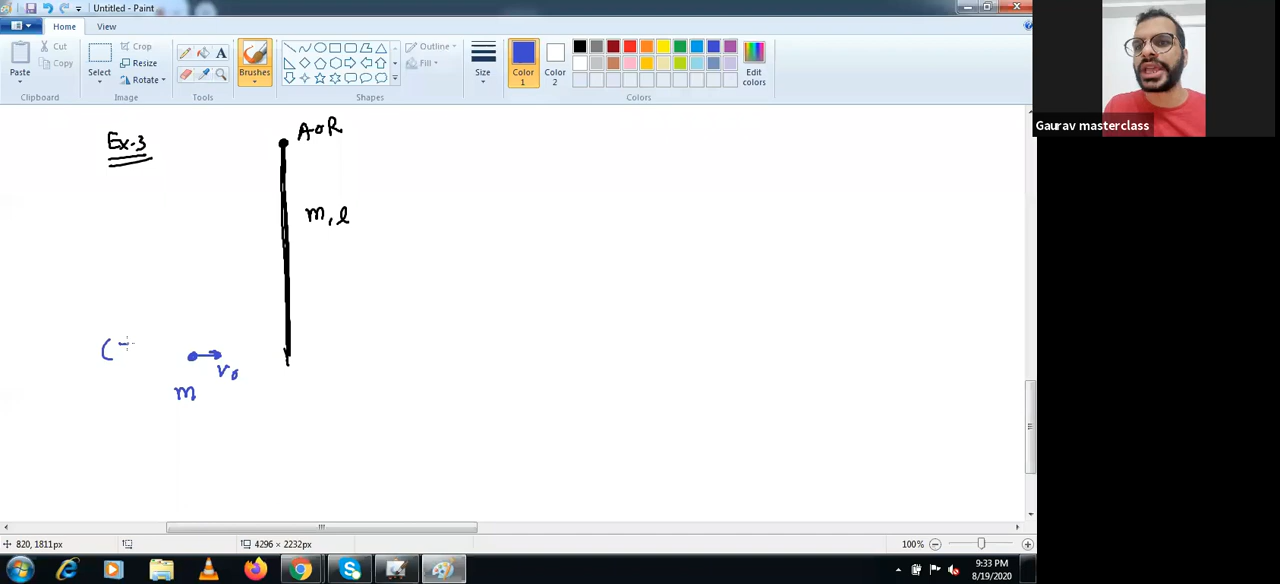 Untitled - Paint
Home View
Paste
Cut
Copy
Clipboard
Select
Crop
Resize
Rotate
Image
A
Tools
Brushes
Outline
Fill
Shapes
Size
Color 1
Color 2
Edit colors
Colors
Gaurav masterclass
Ex-3
AoR
m, l
m
v₀
820, 1811px
4296 × 2232px
100%
9:33 PM
8/19/2020